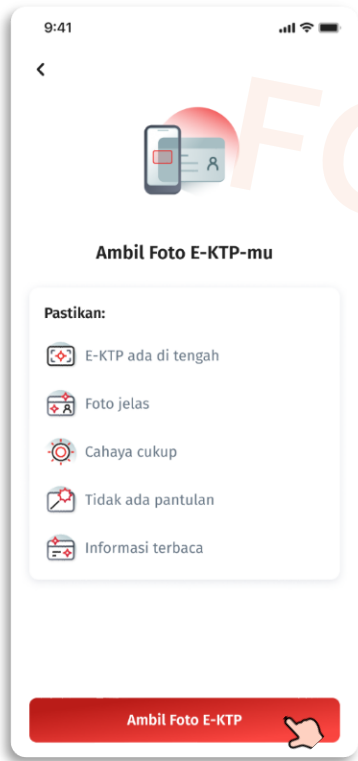 9:41
Ambil Foto E-KTP-mu
Pastikan:
E-KTP ada di tengah
Foto jelas
Cahaya cukup
Tidak ada pantulan
Informasi terbaca
Ambil Foto E-KTP